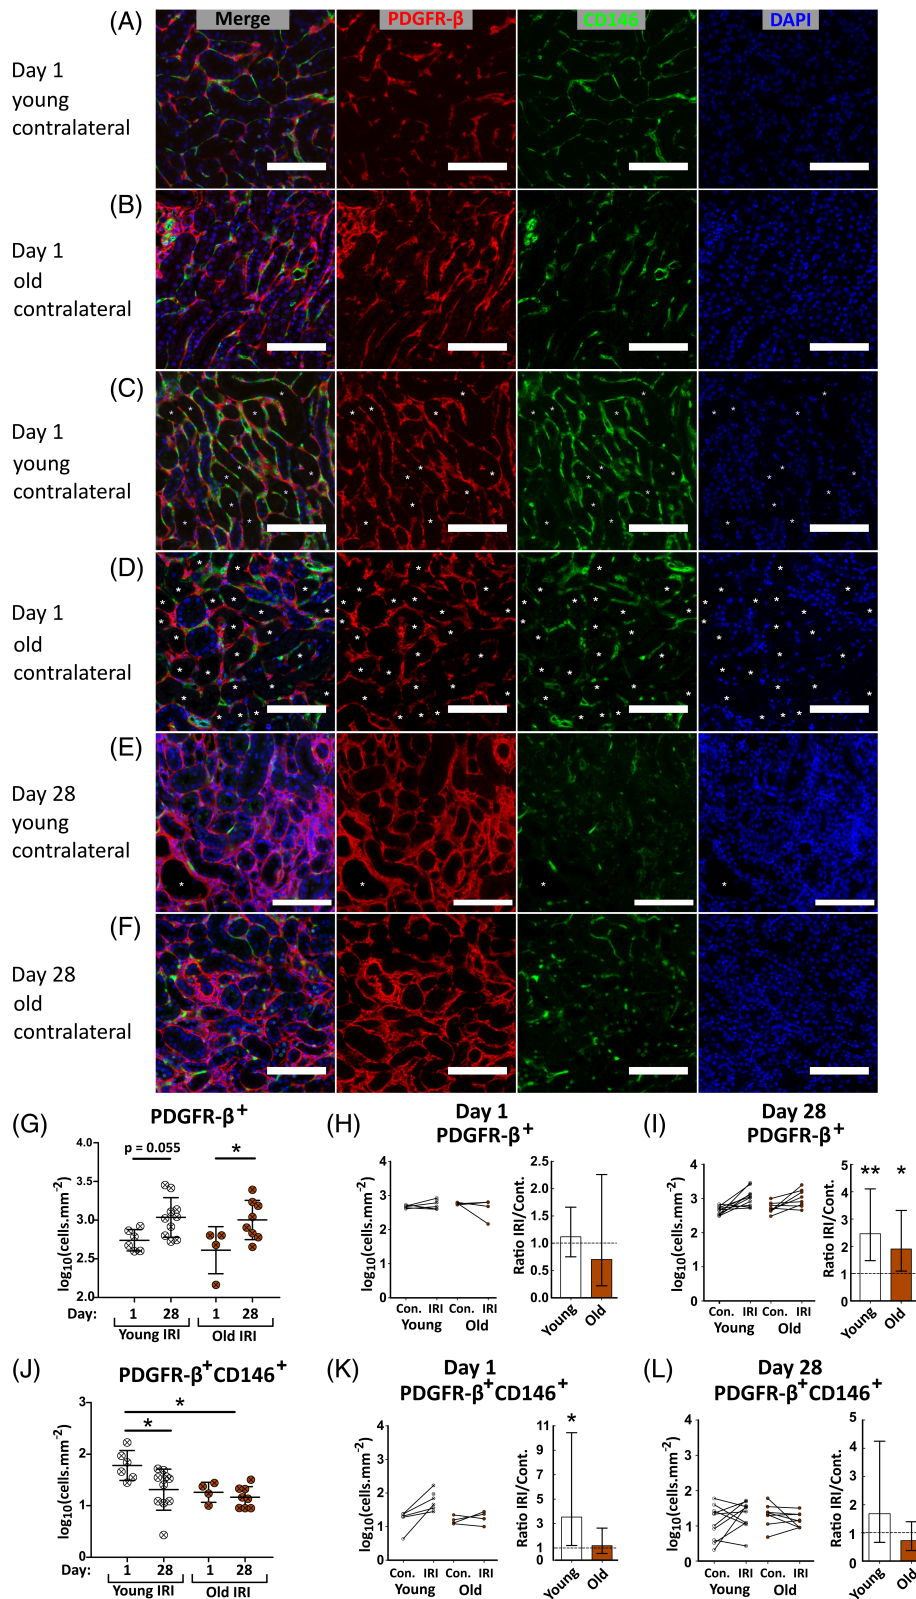 (A) Merge PDGFR-β CD146 DAPI
Day 1
young
contralateral
(B)
Day 1
old
contralateral
(C)
Day 1
young
contralateral
(D)
Day 1
old
contralateral
(E)
Day 28
young
contralateral
(F)
Day 28
old
contralateral
(G) PDGFR-β+
p = 0.055
*
log10(cells.mm-2)
4.0
3.5
3.0
2.5
2.0
Day: 1 28 1 28
Young IRI Old IRI
(H) Day 1
PDGFR-β+
log10(cells.mm-2)
4
3
2
1
0
Con. IRI Con. IRI
Young Old
Ratio IRI/Cont.
2.5
2.0
1.5
1.0
0.5
0.0
Young Old
(I) Day 28
PDGFR-β+
log10(cells.mm-2)
4
3
2
1
0
Con. IRI Con. IRI
Young Old
Ratio IRI/Cont.
** *
5
4
3
2
1
0
Young Old
(J) PDGFR-β+CD146+
*
*
log10(cells.mm-2)
3
2
1
0
Day: 1 28 1 28
Young IRI Old IRI
(K) Day 1
PDGFR-β+CD146+
log10(cells.mm-2)
4
3
2
1
0
Con. IRI Con. IRI
Young Old
Ratio IRI/Cont.
*
11
9
7
5
3
1
0
Young Old
(L) Day 28
PDGFR-β+CD146+
log10(cells.mm-2)
4
3
2
1
0
Con. IRI Con. IRI
Young Old
Ratio IRI/Cont.
5
4
3
2
1
0
Young Old